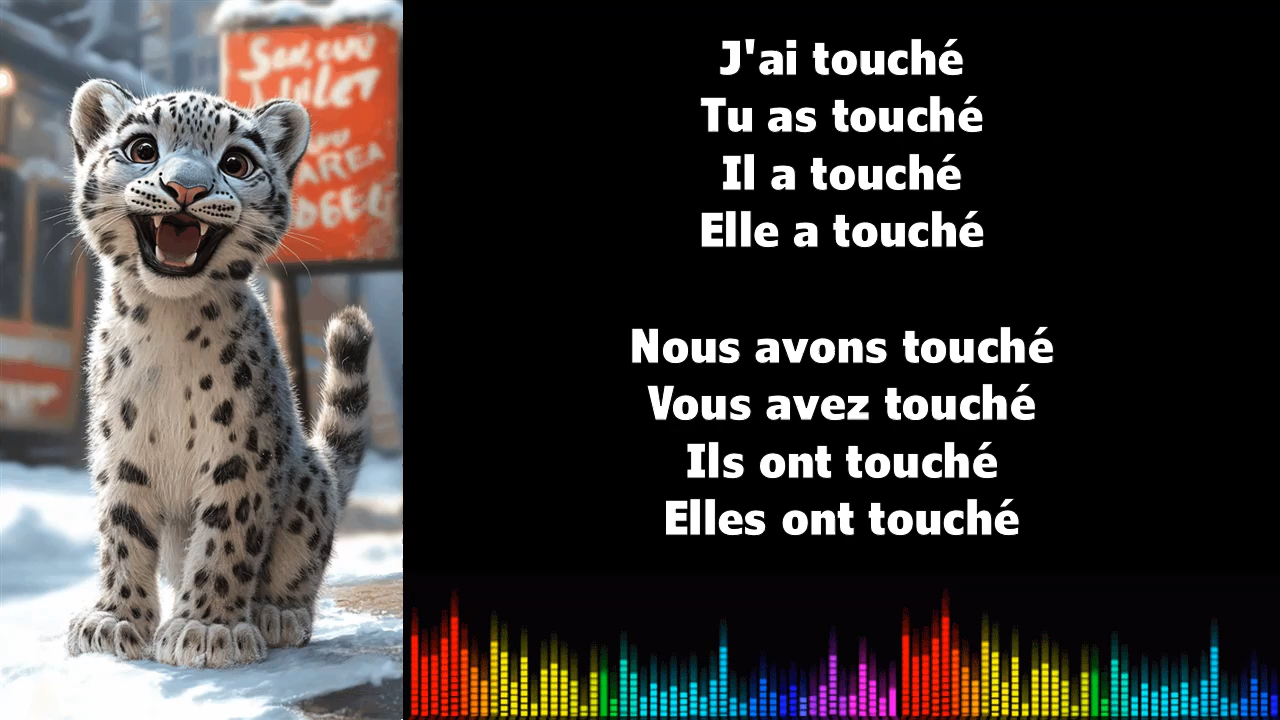 J'ai touché
Tu as touché
Il a touché
Elle a touché
Nous avons touché
Vous avez touché
Ils ont touché
Elles ont touché